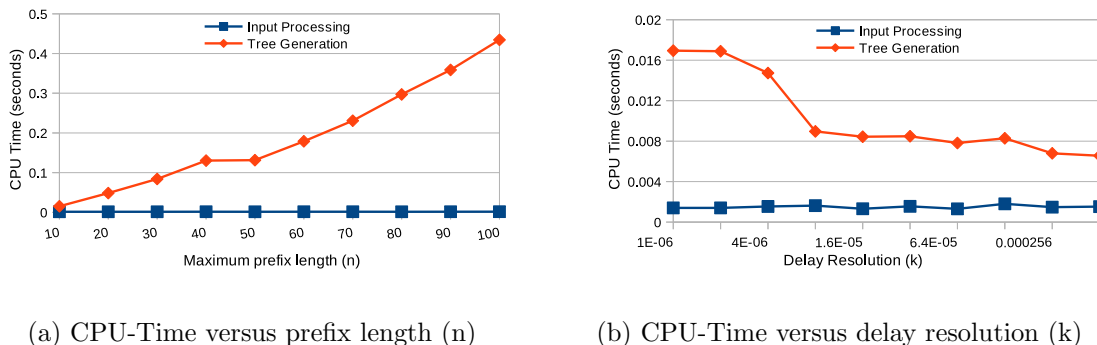 0.5
0.4
0.3
0.2
0.1
0
CPU Time (seconds)
Input Processing
Tree Generation
10 20 30 40 50 60 70 80 90 100
Maximum prefix length (n)
(a) CPU-Time versus prefix length (n)
0.02
0.016
0.012
0.008
0.004
0
CPU Time (seconds)
Input Processing
Tree Generation
1E-06 4E-06 1.6E-05 6.4E-05 0.000256
Delay Resolution (k)
(b) CPU-Time versus delay resolution (k)